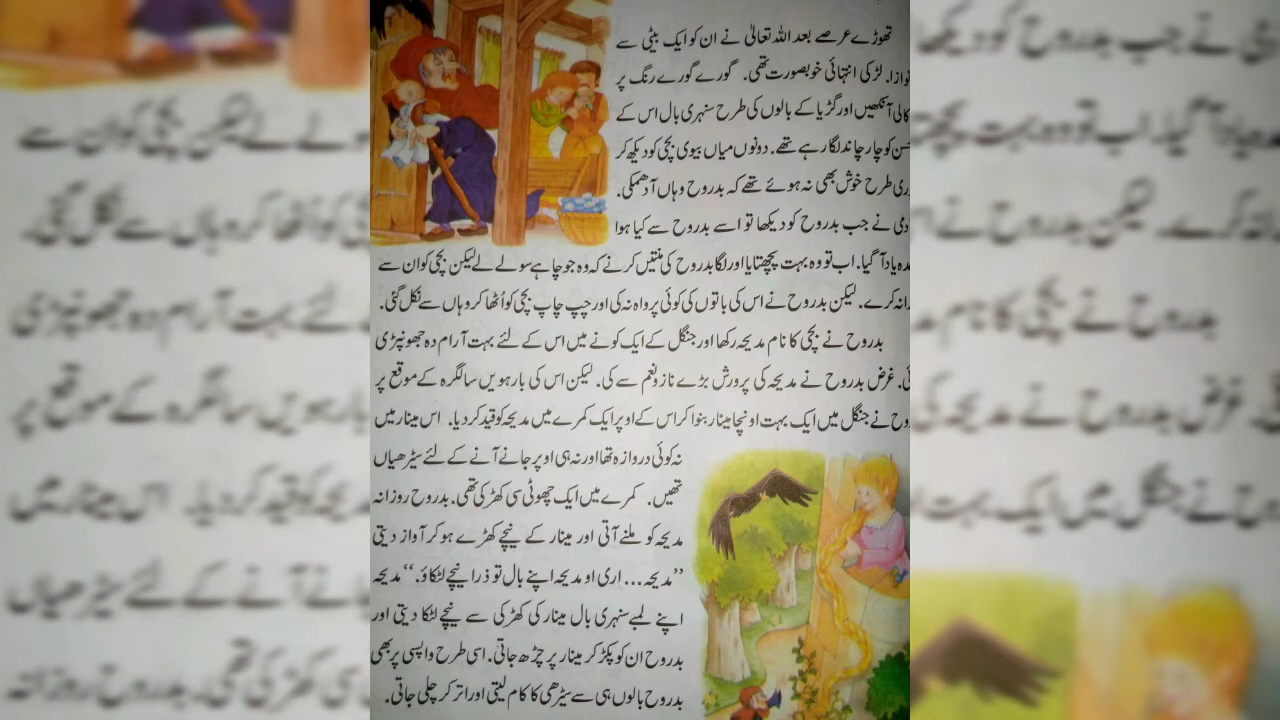 تھوڑے عرصے بعد اللہ تعالیٰ نے ان کو ایک بیٹی سے
نوازا۔ لڑکی انتہائی خوبصورت تھی۔ گورے گورے رنگ پر
کالی آنکھیں اور گڑیا کے بالوں کی طرح سنہری بال اس کے
حسن کو چار چاند لگا رہے تھے۔ دونوں میاں بیوی بچی کو دیکھ کر
ری طرح خوش بھی نہ ہوئے تھے کہ بدروح وہاں آ دھمکی۔
دمی نے جب بدروح کو دیکھا تو اسے بدروح سے کیا ہوا
دہ یاد آ گیا۔ اب تو وہ بہت پچھتایا اور لگا بدروح کی منتیں کرنے کہ وہ جو چاہے سو لے لے لیکن بچی کو ان سے
رانہ کرے۔ لیکن بدروح نے اس کی باتوں کی کوئی پرواہ نہ کی اور چپ چاپ بچی کو اُٹھا کر وہاں سے نکل گئی۔
بدروح نے بچی کا نام مدیحہ رکھا اور جنگل کے ایک کونے میں اس کے لئے بہت آرام دہ جھونپڑی
ئی۔ غرض بدروح نے مدیحہ کی پرورش بڑے ناز و نعم سے کی۔ لیکن اس کی بارہویں سالگرہ کے موقع پر
روح نے جنگل میں ایک بہت اونچا مینار بنوا کر اس کے اوپر ایک کمرے میں مدیحہ کو قید کر دیا۔ اس مینار میں
نہ کوئی دروازہ تھا اور نہ ہی اوپر جانے آنے کے لئے سیڑھیاں
تھیں۔ کمرے میں ایک چھوٹی سی کھڑکی تھی۔ بدروح روزانہ
مدیحہ کو ملنے آتی اور مینار کے نیچے کھڑے ہو کر آواز دیتی
’’مدیحہ... اری او مدیحہ اپنے بال تو ذرا نیچے لٹکاؤ۔‘‘ مدیحہ
اپنے لمبے سنہری بال مینار کی کھڑکی سے نیچے لٹکا دیتی اور
بدروح ان کو پکڑ کر مینار پر چڑھ جاتی۔ اسی طرح واپسی پر بھی
بدروح بالوں ہی سے سیڑھی کا کام لیتی اور اتر کر چلی جاتی۔